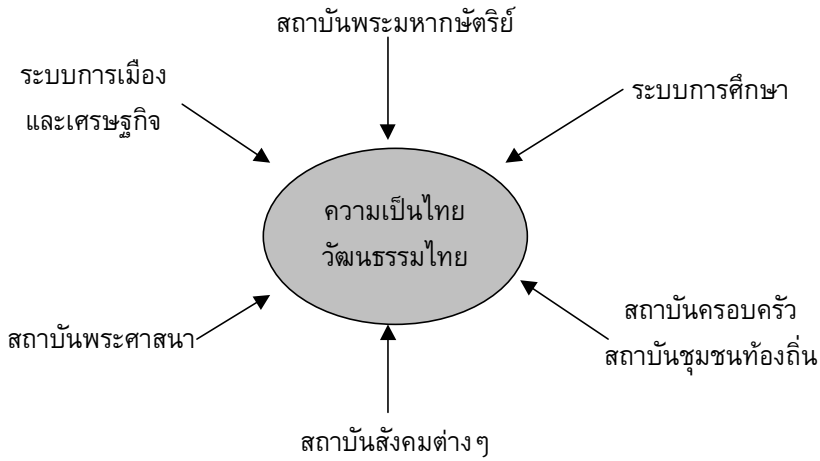 สถาบันพระมหากษัตริย์
ระบบการเมือง
และเศรษฐกิจ
ระบบการศึกษา
ความเป็นไทย
วัฒนธรรมไทย
สถาบันพระศาสนา
สถาบันครอบครัว
สถาบันชุมชนท้องถิ่น
สถาบันสังคมต่างๆ